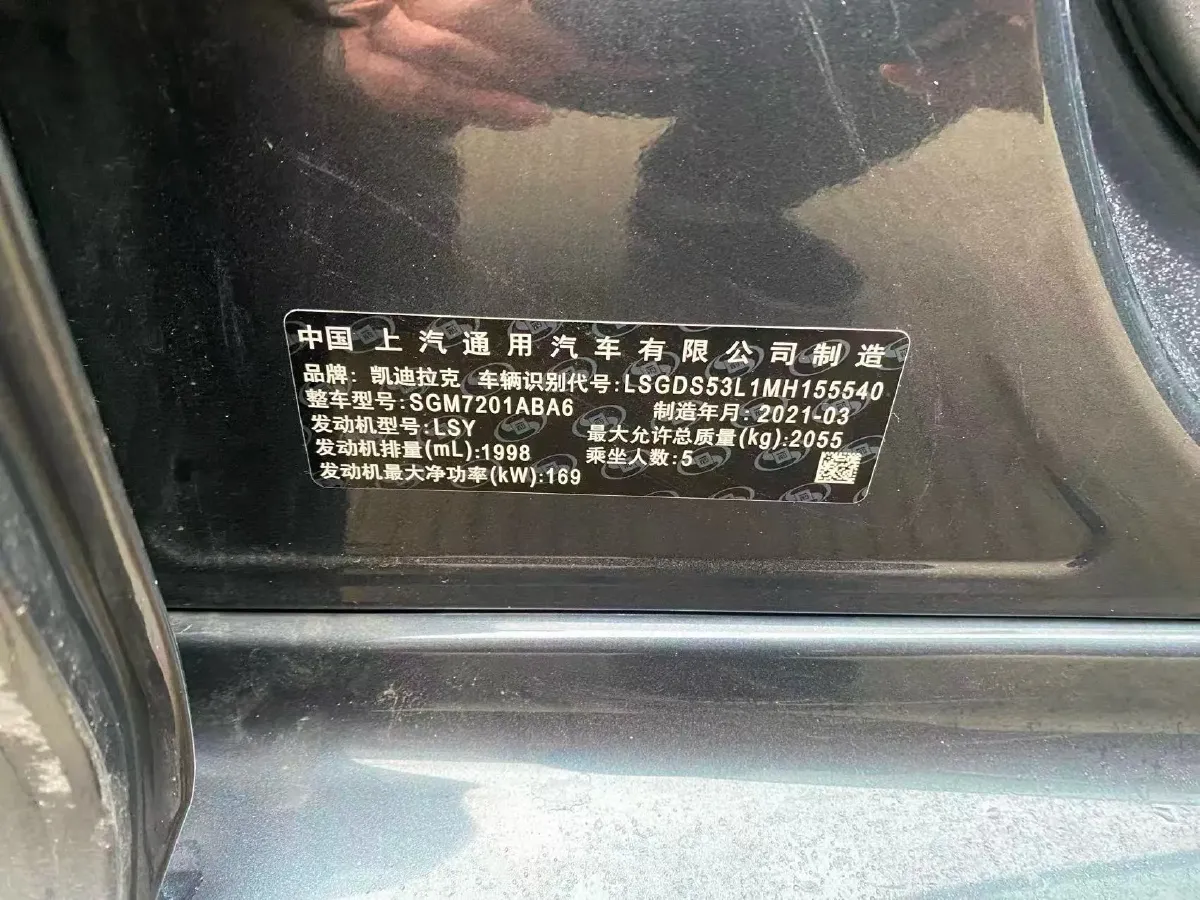 中国 上汽通用汽车有限公司制造
品牌: 凯迪拉克 车辆识别代号:LSGDS53L1MH155540
整车型号:SGM7201ABA6 制造年月: 2021-03
发动机型号:LSY 最大允许总质量(kg):2055
发动机排量(mL):1998 乘坐人数:5
发动机最大净功率(kW):169